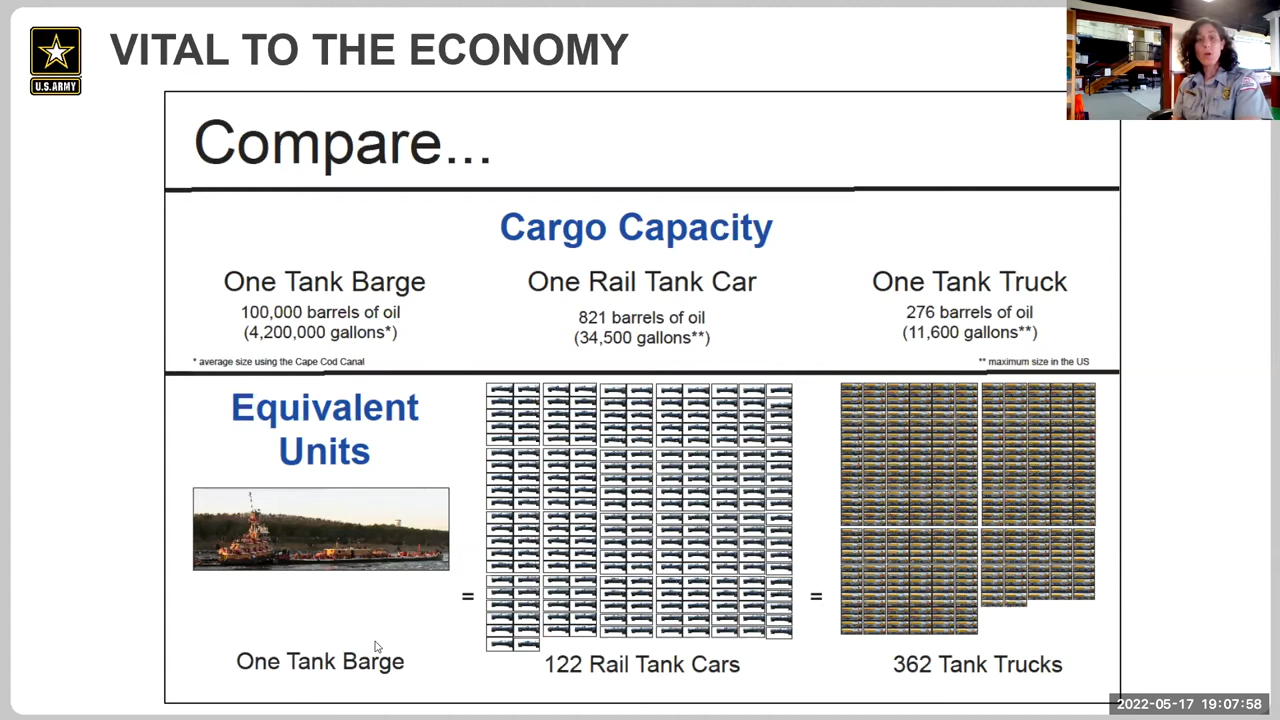 U.S. ARMY
VITAL TO THE ECONOMY
Compare...
Cargo Capacity
One Tank Barge
100,000 barrels of oil
(4,200,000 gallons*)
* average size using the Cape Cod Canal
One Rail Tank Car
821 barrels of oil
(34,500 gallons**)
One Tank Truck
276 barrels of oil
(11,600 gallons**)
** maximum size in the US
Equivalent
Units
=
=
One Tank Barge
122 Rail Tank Cars
362 Tank Trucks
2022-05-17 19:07:58